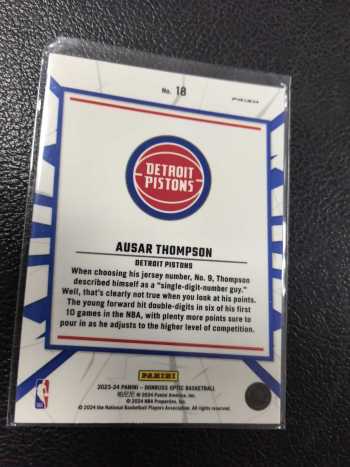 No. 18
PRIZM
DETROIT
PISTONS
AUSAR THOMPSON
DETROIT PISTONS
When choosing his jersey number, No. 9, Thompson
described himself as a "single-digit-number guy."
Well, that's clearly not true when you look at his points.
The young forward hit double-digits in six of his first
10 games in the NBA, with plenty more points sure to
pour in as he adjusts to the higher level of competition.
PANINI
2023-24 PANINI – DONRUSS OPTIC BASKETBALL
帕尼尼 © 2024 Panini America, Inc.
© 2024 NBA Properties, Inc.
© 2024 the National Basketball Players Association. All rights reserved.